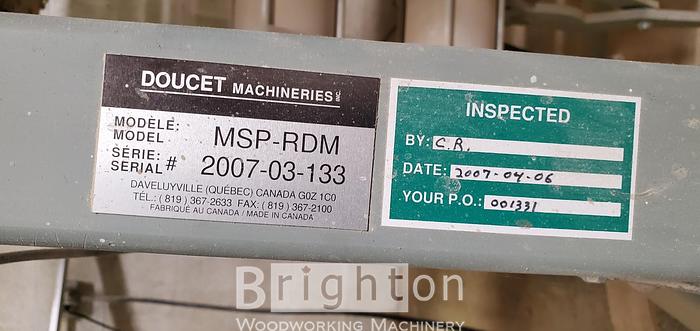 DOUCET MACHINERIES INC.
MODÈLE:
MODEL
MSP-RDM
SÉRIE:
SERIAL # 2007-03-133
DAVELUYVILLE (QUÉBEC) CANADA G0Z 1C0
TÉL.: (819) 367-2633 FAX: (819) 367-2100
FABRIQUÉ AU CANADA / MADE IN CANADA
INSPECTED
BY: C.R.
DATE: 2007-04-06
YOUR P.O.: 001331
Brighton
WOODWORKING MACHINERY